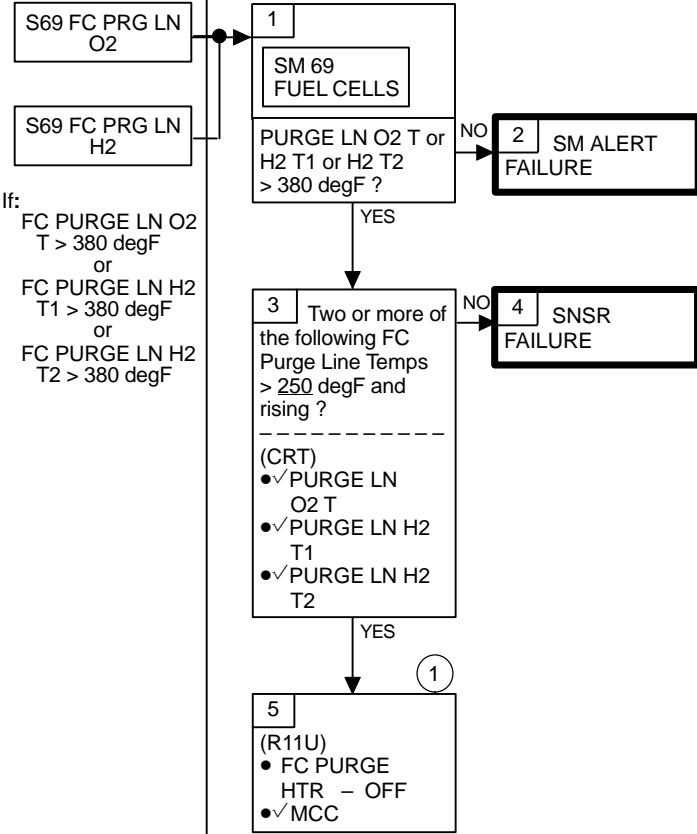 S69 FC PRG LN
O2
S69 FC PRG LN
H2
If:
FC PURGE LN O2
T > 380 degF
or
FC PURGE LN H2
T1 > 380 degF
or
FC PURGE LN H2
T2 > 380 degF
1
SM 69
FUEL CELLS
PURGE LN O2 T or
H2 T1 or H2 T2
> 380 degF ?
NO
2 SM ALERT
FAILURE
YES
3 Two or more of
the following FC
Purge Line Temps
> 250 degF and
rising ?
– – – – – – – – – – –
(CRT)
●√PURGE LN
O2 T
●√PURGE LN H2
T1
●√PURGE LN H2
T2
NO
4 SNSR
FAILURE
YES
1
5
(R11U)
● FC PURGE
HTR – OFF
●√MCC